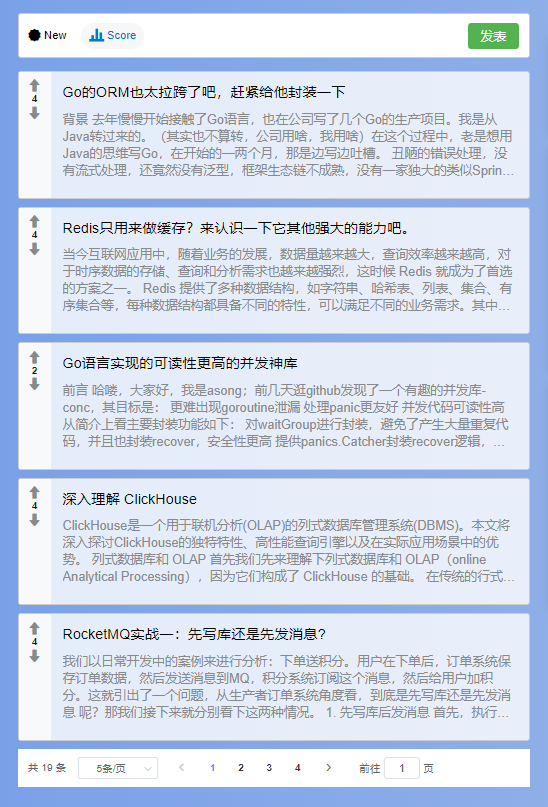 New Score 发表
Go的ORM也太拉跨了吧，赶紧给他封装一下
4
背景 去年慢慢开始接触了Go语言，也在公司写了几个Go的生产项目。我是从
Java转过来的。（其实也不算转，公司用啥，我用啥）在这个过程中，老是想用
Java的思维写Go，在开始的一两个月，那是边写边吐槽。 丑陋的错误处理，没
有流式处理，还竟然没有泛型，框架生态链不成熟，没有一家独大的类似Sprin...
Redis只用来做缓存？来认识一下它其他强大的能力吧。
4
当今互联网应用中，随着业务的发展，数据量越来越大，查询效率越来越高，对
于时序数据的存储、查询和分析需求也越来越强烈，这时候 Redis 就成为了首选
的方案之一。 Redis 提供了多种数据结构，如字符串、哈希表、列表、集合、有
序集合等，每种数据结构都具备不同的特性，可以满足不同的业务需求。其中...
Go语言实现的可读性更高的并发神库
2
前言 哈喽，大家好，我是asong；前几天逛github发现了一个有趣的并发库-
conc，其目标是： 更难出现goroutine泄漏 处理panic更友好 并发代码可读性高
从简介上看主要封装功能如下： 对waitGroup进行封装，避免了产生大量重复代
码，并且也封装recover，安全性更高 提供panics.Catcher封装recover逻辑，...
深入理解 ClickHouse
4
ClickHouse是一个用于联机分析(OLAP)的列式数据库管理系统(DBMS)。本文将
深入探讨ClickHouse的独特特性、高性能查询引擎以及在实际应用场景中的优
势。 列式数据库和 OLAP 首先我们先来理解下列式数据库和 OLAP（online
Analytical Processing），因为它们构成了 ClickHouse 的基础。 在传统的行式...
RocketMQ实战一：先写库还是先发消息？
4
我们以日常开发中的案例来进行分析：下单送积分。用户在下单后，订单系统保
存订单数据，然后发送消息到MQ，积分系统订阅这个消息，然后给用户加积
分。这就引出了一个问题，从生产者订单系统角度看，到底是先写库还是先发消
息 呢？那我们接下来就分别看下这两种情况。 1. 先写库后发消息 首先，执行...
共 19 条 5条/页 1 2 3 4 前往 1 页